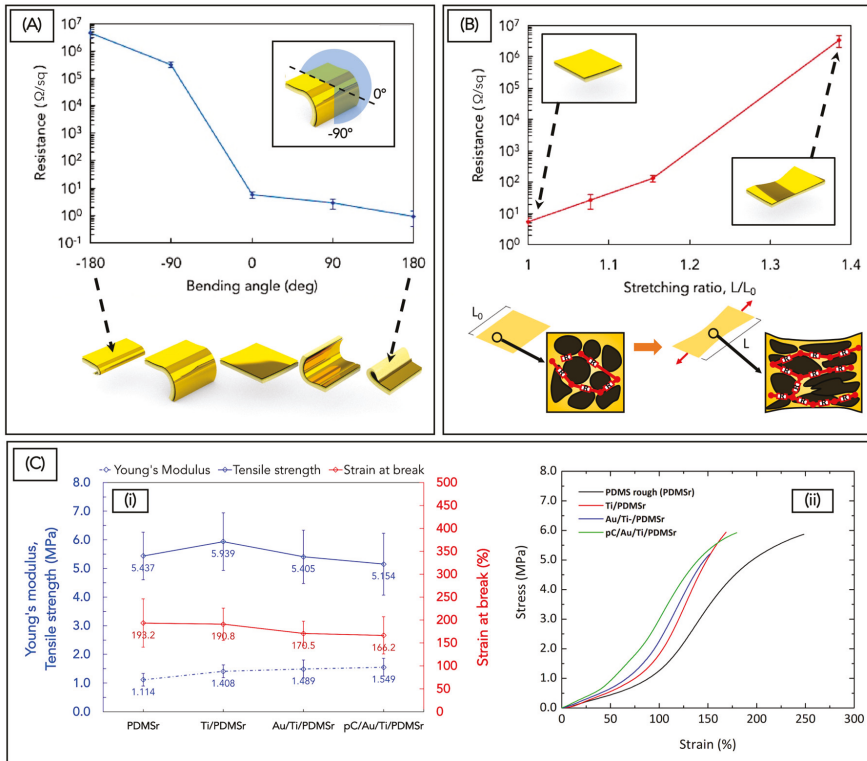 (A)
Resistance (Ω/sq)
10⁷
10⁶
10⁵
10⁴
10³
10²
10¹
10⁰
10⁻¹
0°
-90°
-180
-90
0
90
180
Bending angle (deg)
(B)
Resistance (Ω/sq)
10⁷
10⁶
10⁵
10⁴
10³
10²
10¹
10⁰
1
1.1
1.2
1.3
1.4
Stretching ratio, L/L₀
L₀
L
(C)
Young's Modulus
Tensile strength
Strain at break
(i)
Young's modulus,
Tensile strength (MPa)
8.0
7.0
6.0
5.0
4.0
3.0
2.0
1.0
0.0
5.437
5.939
5.405
5.154
193.2
190.8
170.5
166.2
1.114
1.408
1.489
1.549
500
450
400
350
300
250
200
150
100
50
0
Strain at break (%)
PDMSr
Ti/PDMSr
Au/Ti/PDMSr
pC/Au/Ti/PDMSr
(ii)
Stress (MPa)
8.0
7.0
6.0
5.0
4.0
3.0
2.0
1.0
0.0
PDMS rough (PDMSr)
Ti/PDMSr
Au/Ti-/PDMSr
pC/Au/Ti/PDMSr
0
50
100
150
200
250
300
Strain (%)